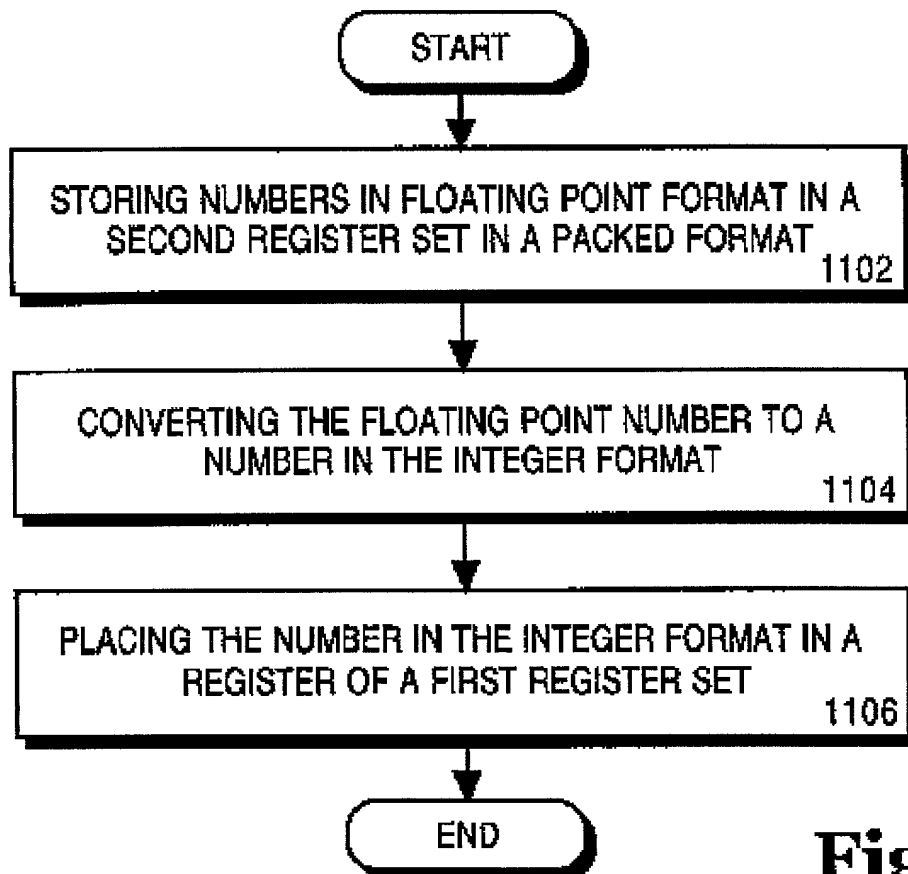 START
STORING NUMBERS IN FLOATING POINT FORMAT IN A
SECOND REGISTER SET IN A PACKED FORMAT
1102
CONVERTING THE FLOATING POINT NUMBER TO A
NUMBER IN THE INTEGER FORMAT
1104
PLACING THE NUMBER IN THE INTEGER FORMAT IN A
REGISTER OF A FIRST REGISTER SET
1106
END
Fig